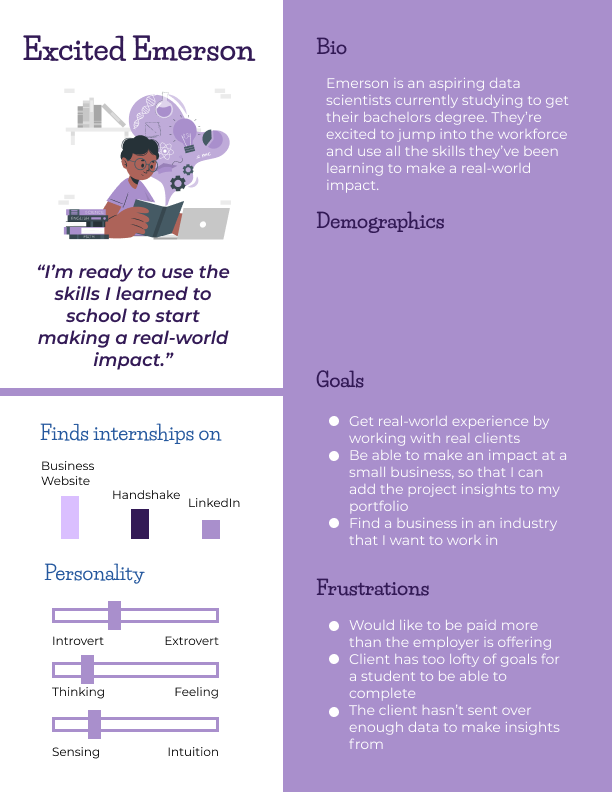 Excited Emerson
“I’m ready to use the
skills I learned to
school to start
making a real-world
impact.”
Finds internships on
Business
Website
Handshake
LinkedIn
Personality
Introvert Extrovert
Thinking Feeling
Sensing Intuition
Bio
Emerson is an aspiring data
scientists currently studying to get
their bachelors degree. They’re
excited to jump into the workforce
and use all the skills they’ve been
learning to make a real-world
impact.
Demographics
Goals
Get real-world experience by
working with real clients
Be able to make an impact at a
small business, so that I can
add the project insights to my
portfolio
Find a business in an industry
that I want to work in
Frustrations
Would like to be paid more
than the employer is offering
Client has too lofty of goals for
a student to be able to
complete
The client hasn’t sent over
enough data to make insights
from